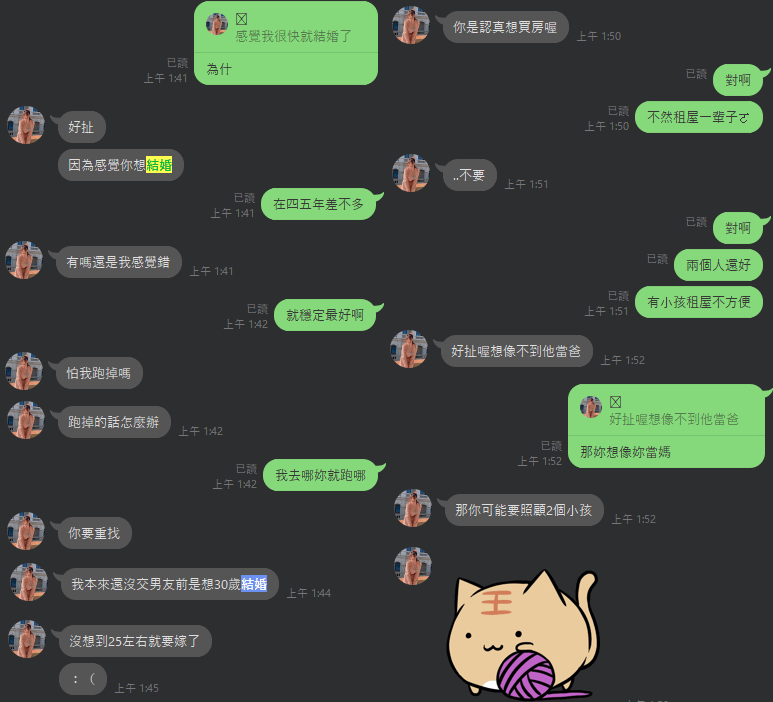 感覺我很快就結婚了
已讀
上午 1:41
為什
好扯
因為感覺你想結婚
已讀
上午 1:41
在四五年差不多
有嗎還是我感覺錯
上午 1:41
已讀
上午 1:42
就穩定最好啊
怕我跑掉嗎
跑掉的話怎麼辦
上午 1:42
已讀
上午 1:42
我去哪妳就跑哪
你要重找
我本來還沒交男友前是想30歲結婚
上午 1:44
沒想到25左右就要嫁了
：（
上午 1:45
你是認真想買房喔
上午 1:50
已讀
對啊
已讀
上午 1:50
不然租屋一輩子ㄛ
..不要
上午 1:51
已讀
對啊
已讀
兩個人還好
已讀
上午 1:51
有小孩租屋不方便
好扯喔想像不到他當爸
上午 1:52
好扯喔想像不到他當爸
已讀
上午 1:52
那妳想像妳當媽
那你可能要照顧2個小孩
上午 1:52